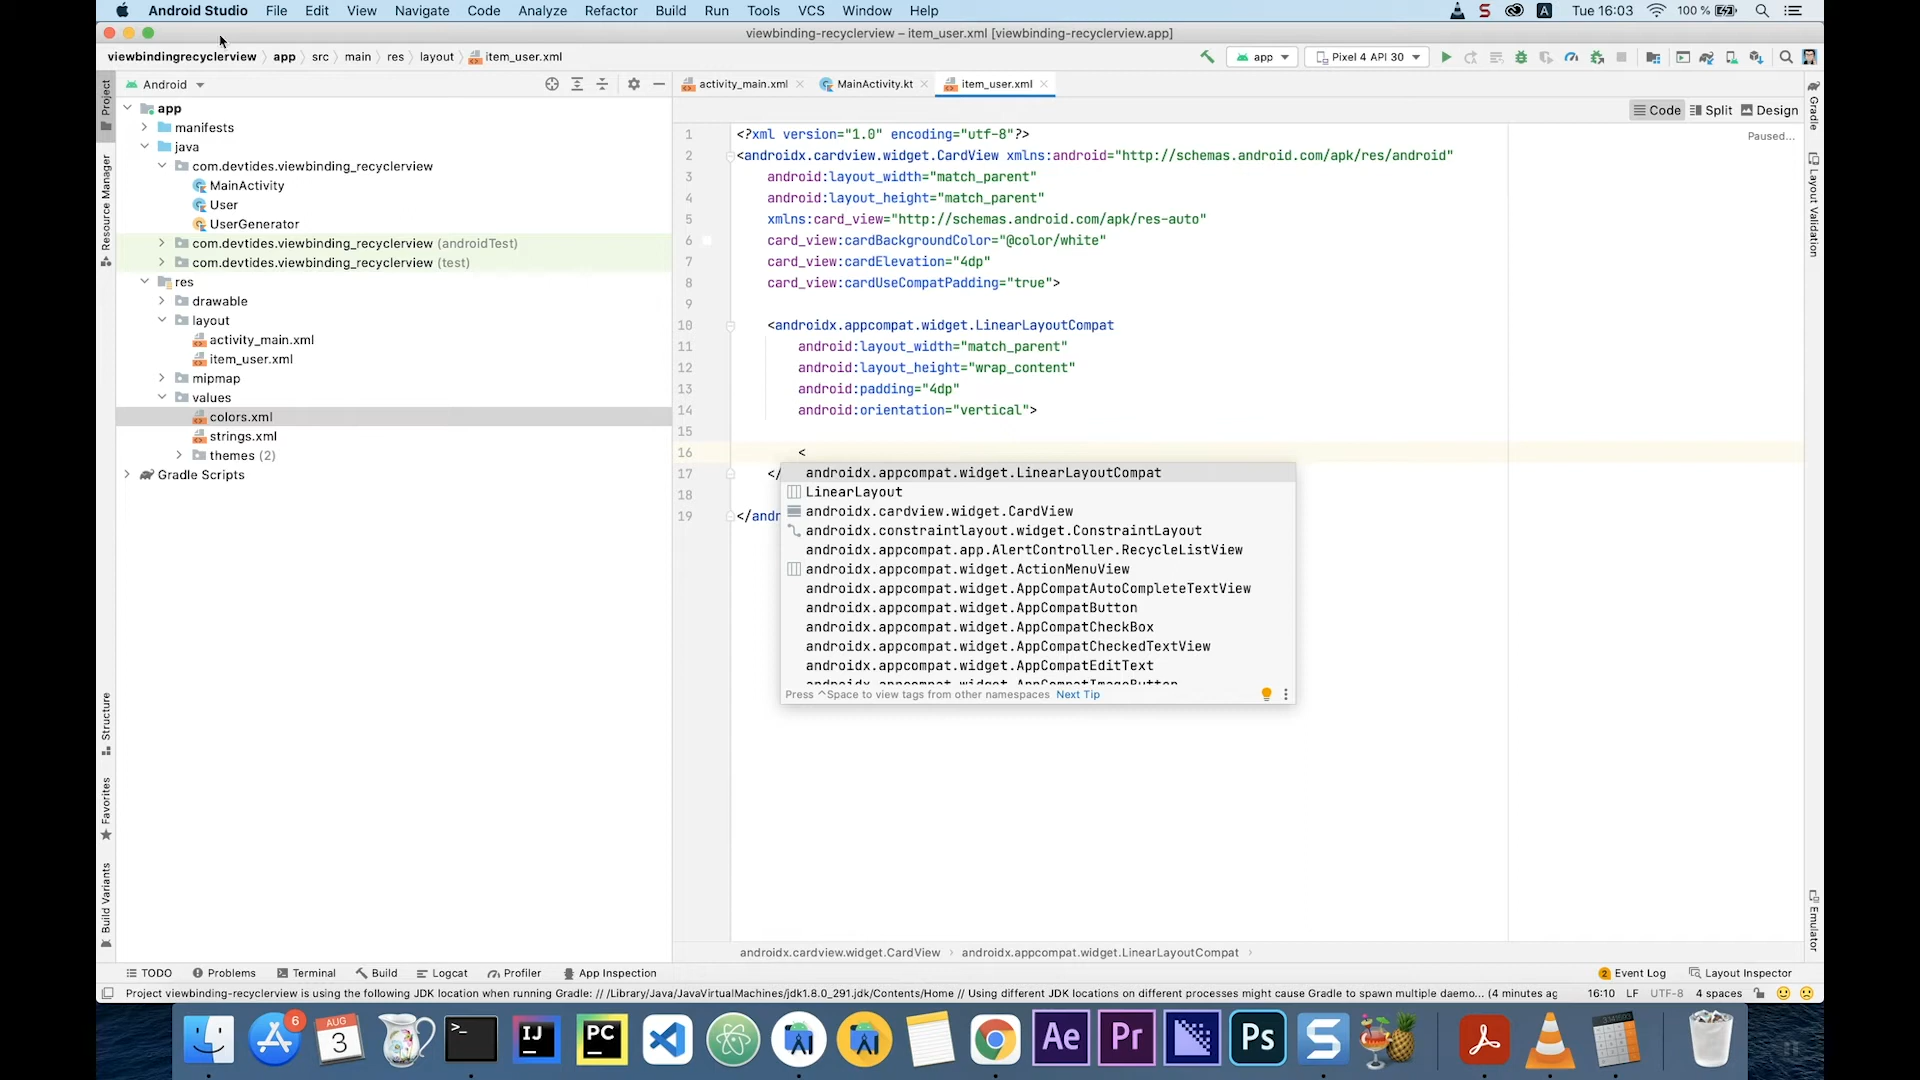 Android Studio File Edit View Navigate Code Analyze Refactor Build Run Tools VCS Window Help
S A Tue 16:03 100 %
viewbinding-recyclerview – item_user.xml [viewbinding-recyclerview.app]
viewbindingrecyclerview app src main res layout item_user.xml
app Pixel 4 API 30
Android
activity_main.xml MainActivity.kt item_user.xml
Code Split Design
Paused...
Project
Resource Manager
Structure
Favorites
Build Variants
app
manifests
java
com.devtides.viewbinding_recyclerview
MainActivity
User
UserGenerator
com.devtides.viewbinding_recyclerview (androidTest)
com.devtides.viewbinding_recyclerview (test)
res
drawable
layout
activity_main.xml
item_user.xml
mipmap
values
colors.xml
strings.xml
themes (2)
Gradle Scripts
1 <?xml version="1.0" encoding="utf-8"?>
2 <androidx.cardview.widget.CardView xmlns:android="http://schemas.android.com/apk/res/android"
3 android:layout_width="match_parent"
4 android:layout_height="match_parent"
5 xmlns:card_view="http://schemas.android.com/apk/res-auto"
6 card_view:cardBackgroundColor="@color/white"
7 card_view:cardElevation="4dp"
8 card_view:cardUseCompatPadding="true">
9
10 <androidx.appcompat.widget.LinearLayoutCompat
11 android:layout_width="match_parent"
12 android:layout_height="wrap_content"
13 android:padding="4dp"
14 android:orientation="vertical">
15
16 <
17 </
18
19 </andr
androidx.appcompat.widget.LinearLayoutCompat
LinearLayout
androidx.cardview.widget.CardView
androidx.constraintlayout.widget.ConstraintLayout
androidx.appcompat.app.AlertController.RecycleListView
androidx.appcompat.widget.ActionMenuView
androidx.appcompat.widget.AppCompatAutoCompleteTextView
androidx.appcompat.widget.AppCompatButton
androidx.appcompat.widget.AppCompatCheckBox
androidx.appcompat.widget.AppCompatCheckedTextView
androidx.appcompat.widget.AppCompatEditText
androidx.appcompat.widget.AppCompatImageButton
Press ^Space to view tags from other namespaces Next Tip
Gradle
Layout Validation
Emulator
androidx.cardview.widget.CardView androidx.appcompat.widget.LinearLayoutCompat
TODO Problems Terminal Build Logcat Profiler App Inspection
2 Event Log Layout Inspector
Project viewbinding-recyclerview is using the following JDK location when running Gradle: // /Library/Java/JavaVirtualMachines/jdk1.8.0_291.jdk/Contents/Home // Using different JDK locations on different processes might cause Gradle to spawn multiple daemo... (4 minutes ag
16:10 LF UTF-8 4 spaces
6 AUG 3 >_ IJ PC Ae Pr Ps S